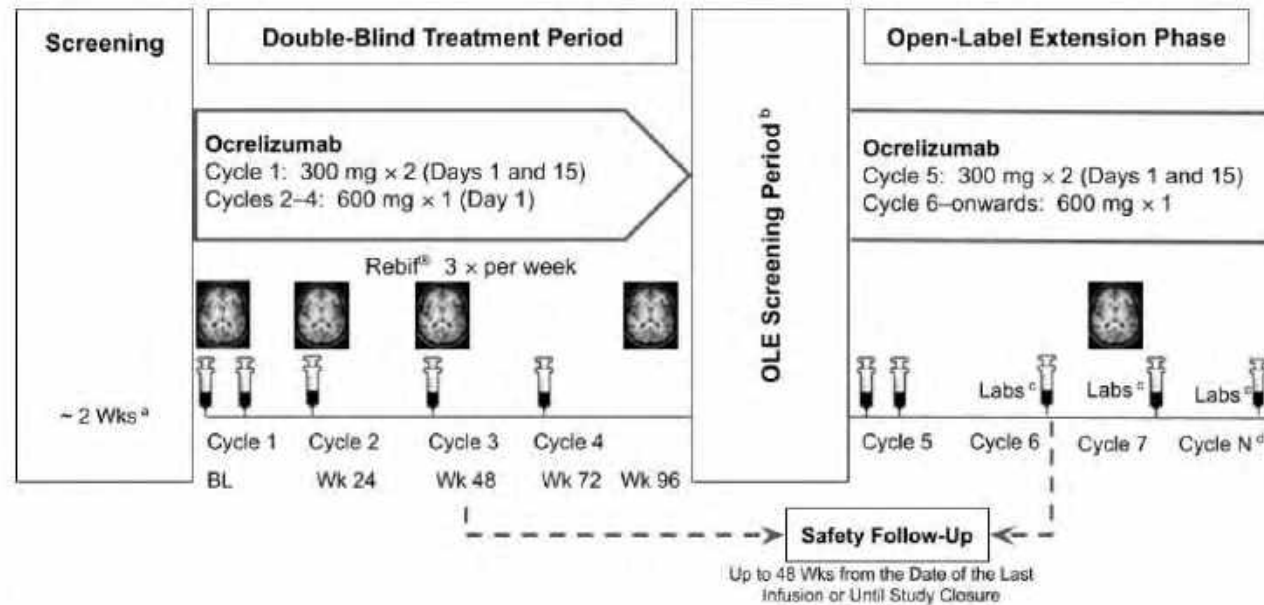 Screening
~ 2 Wks a
Double-Blind Treatment Period
Ocrelizumab
Cycle 1: 300 mg × 2 (Days 1 and 15)
Cycles 2–4: 600 mg × 1 (Day 1)
Rebif® 3 × per week
Cycle 1 Cycle 2 Cycle 3 Cycle 4
BL Wk 24 Wk 48 Wk 72 Wk 96
OLE Screening Period b
Open-Label Extension Phase
Ocrelizumab
Cycle 5: 300 mg × 2 (Days 1 and 15)
Cycle 6–onwards: 600 mg × 1
Labs c Labs c Labs c
Cycle 5 Cycle 6 Cycle 7 Cycle N d
Safety Follow-Up
Up to 48 Wks from the Date of the Last
Infusion or Until Study Closure